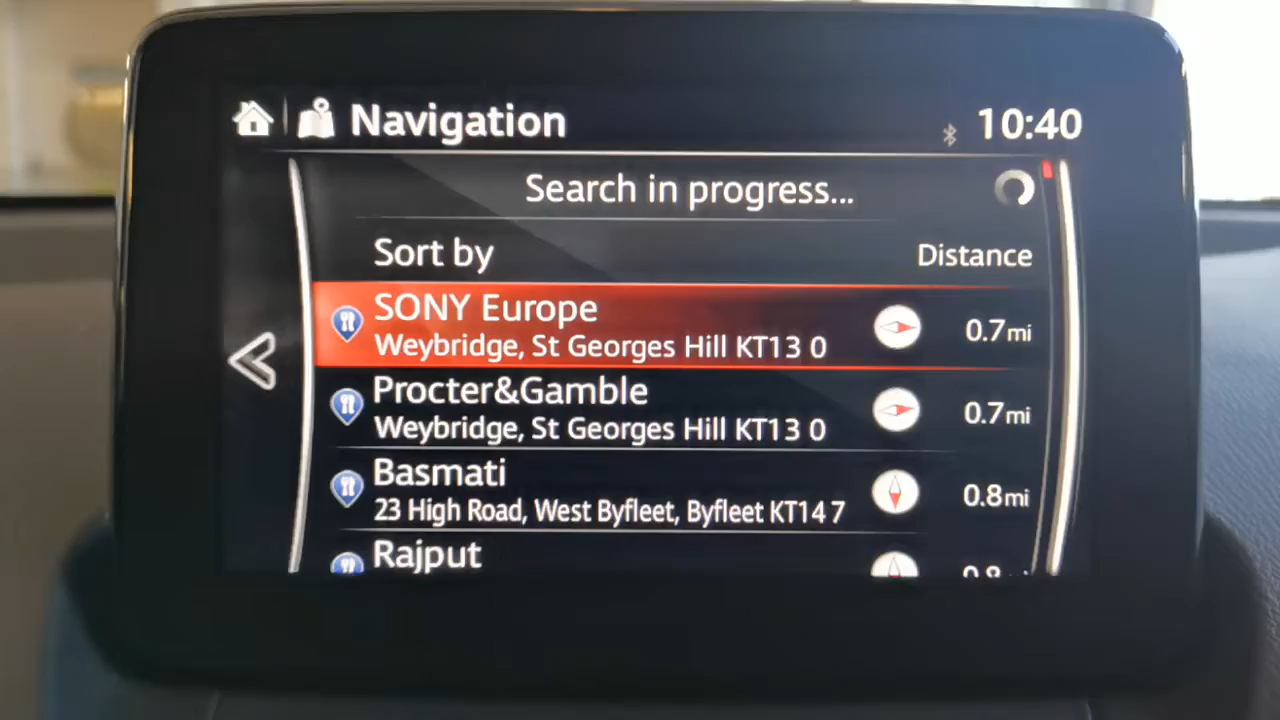 Navigation
10:40
Search in progress...
Sort by
Distance
SONY Europe
Weybridge, St Georges Hill KT13 0
0.7mi
Procter&Gamble
Weybridge, St Georges Hill KT13 0
0.7mi
Basmati
23 High Road, West Byfleet, Byfleet KT14 7
0.8mi
Rajput